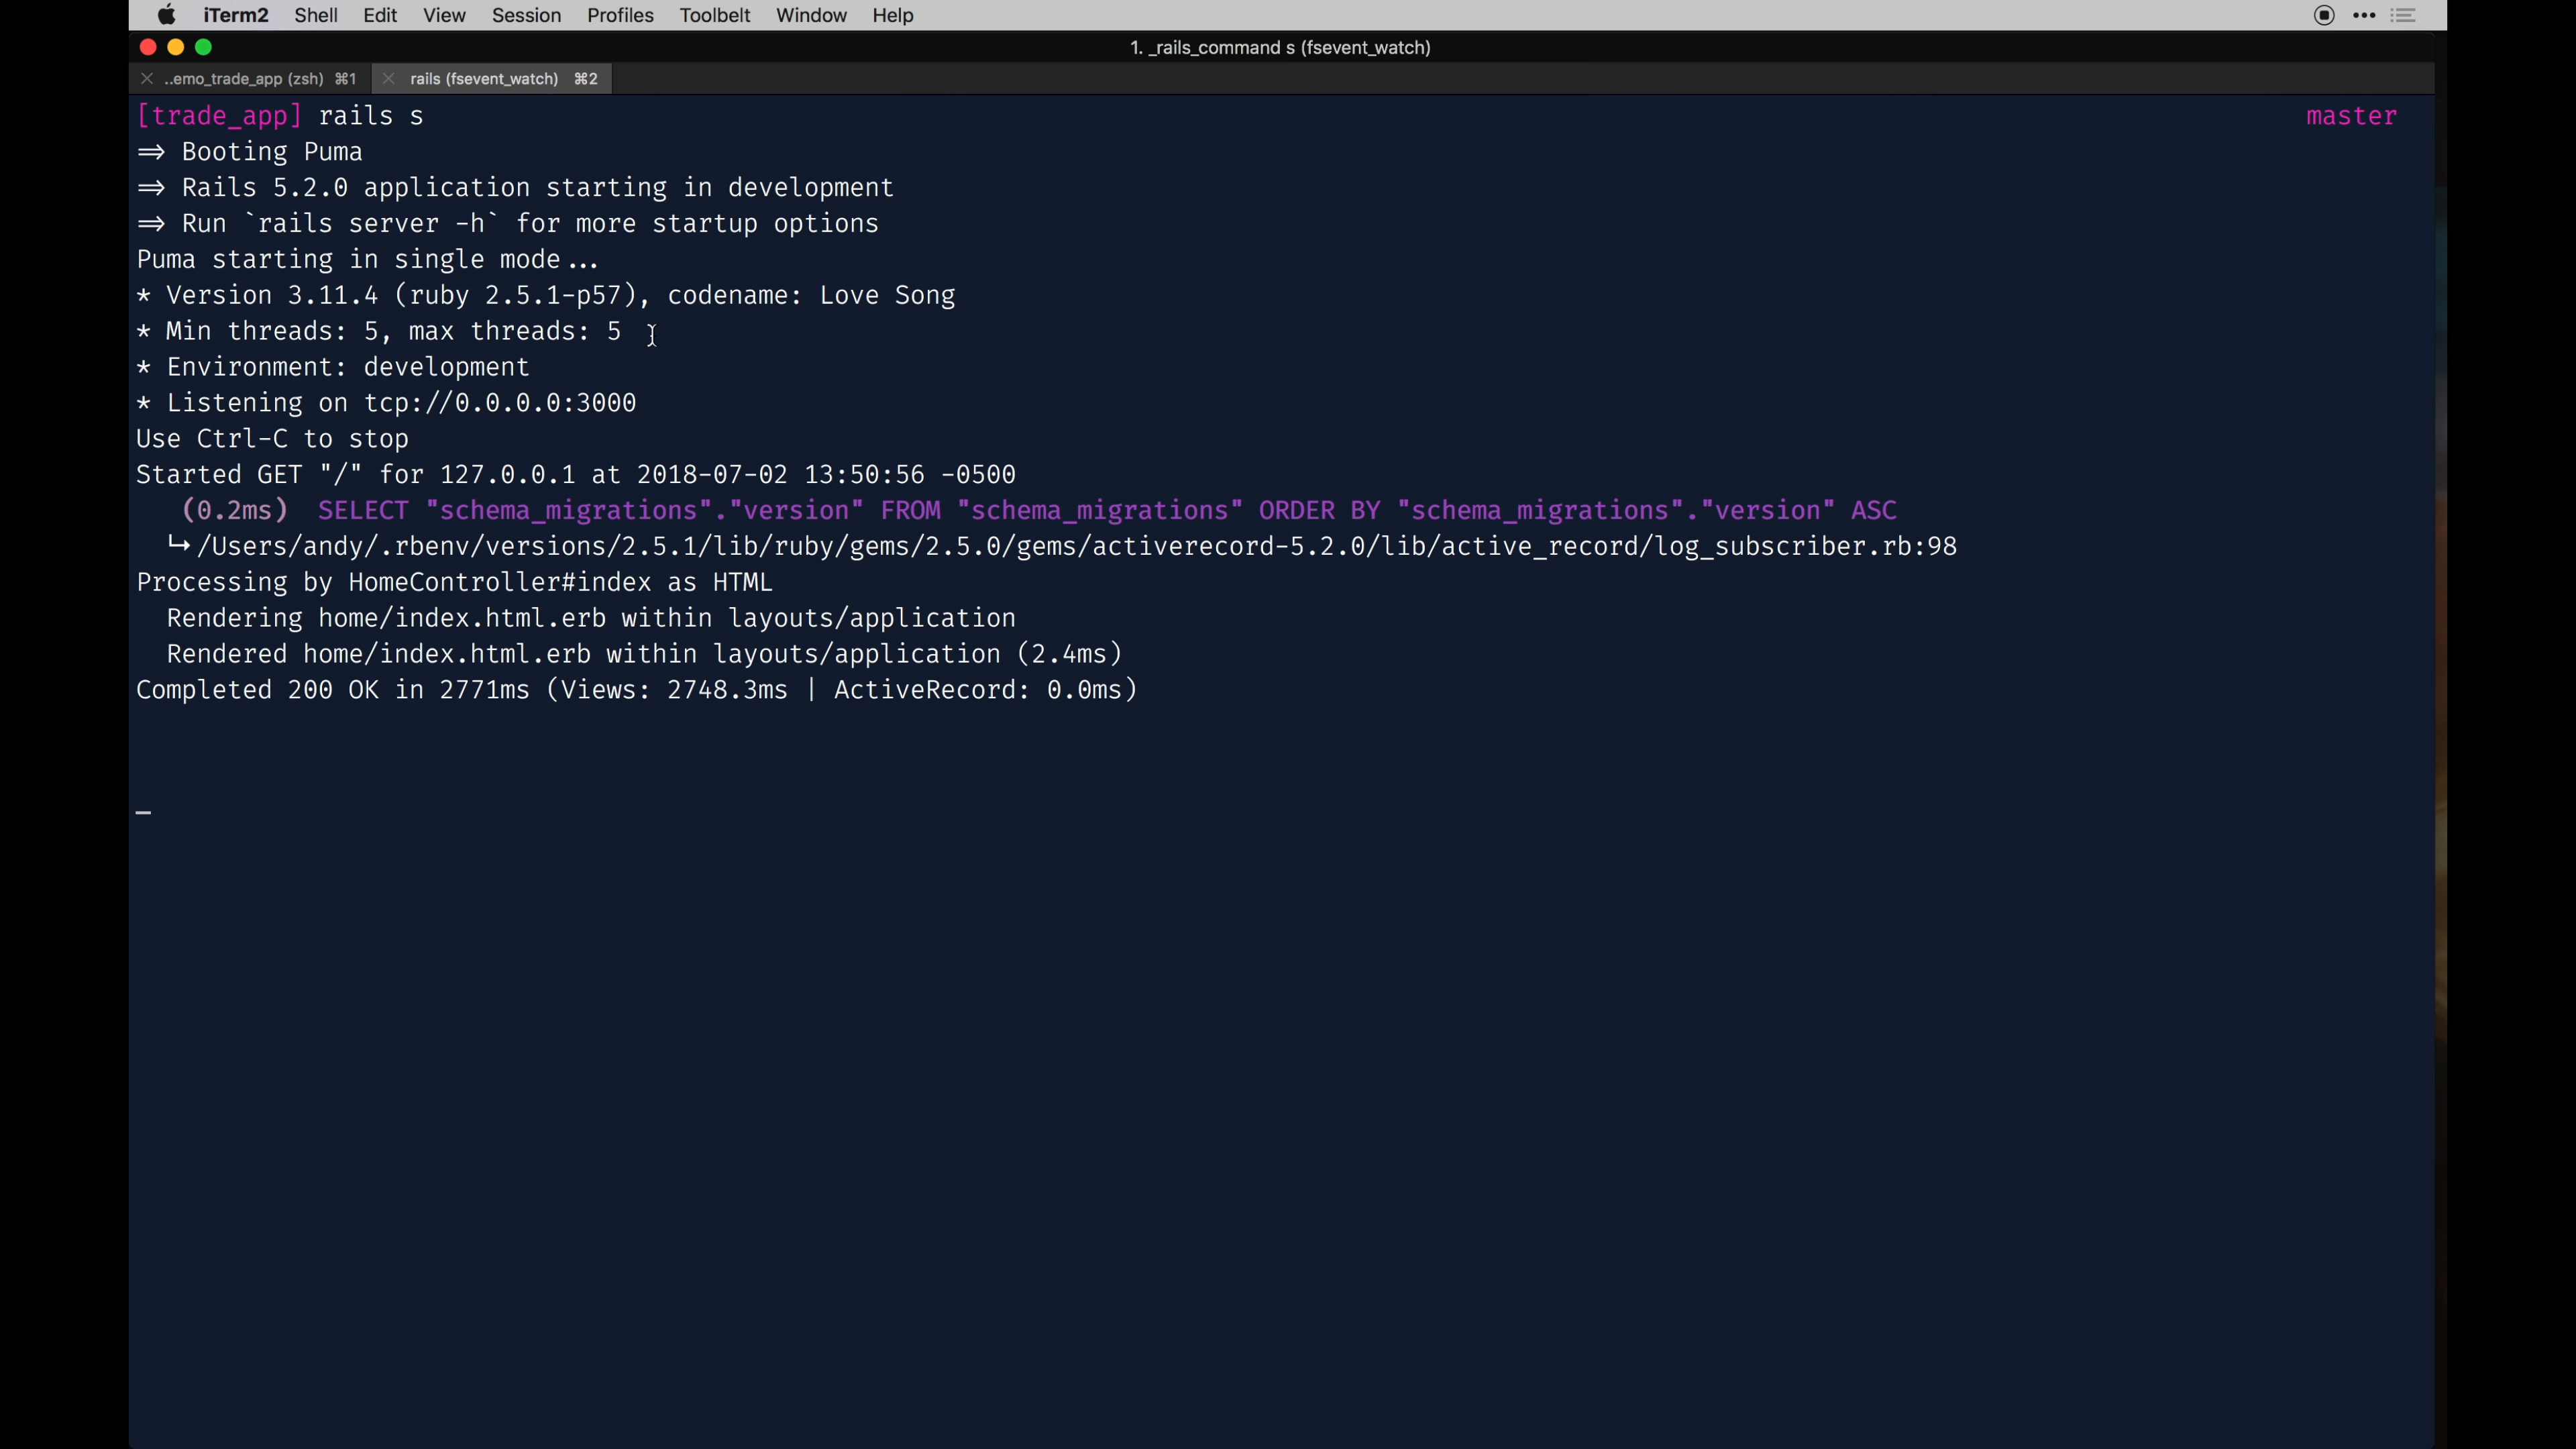 iTerm2 Shell Edit View Session Profiles Toolbelt Window Help
1. _rails_command s (fsevent_watch)
..emo_trade_app (zsh) ⌘1 rails (fsevent_watch) ⌘2
[trade_app] rails s master
=> Booting Puma
=> Rails 5.2.0 application starting in development
=> Run `rails server -h` for more startup options
Puma starting in single mode...
* Version 3.11.4 (ruby 2.5.1-p57), codename: Love Song
* Min threads: 5, max threads: 5
* Environment: development
* Listening on tcp://0.0.0.0:3000
Use Ctrl-C to stop
Started GET "/" for 127.0.0.1 at 2018-07-02 13:50:56 -0500
(0.2ms) SELECT "schema_migrations"."version" FROM "schema_migrations" ORDER BY "schema_migrations"."version" ASC
↳ /Users/andy/.rbenv/versions/2.5.1/lib/ruby/gems/2.5.0/gems/activerecord-5.2.0/lib/active_record/log_subscriber.rb:98
Processing by HomeController#index as HTML
Rendering home/index.html.erb within layouts/application
Rendered home/index.html.erb within layouts/application (2.4ms)
Completed 200 OK in 2771ms (Views: 2748.3ms | ActiveRecord: 0.0ms)